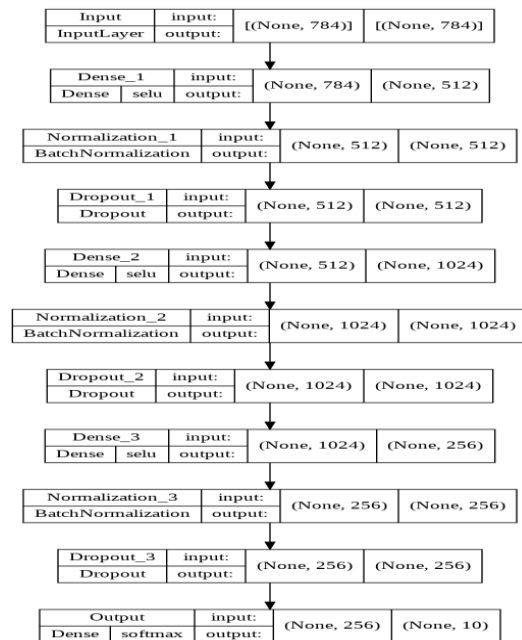 Input input: [(None, 784)] [(None, 784)]
InputLayer output:
Dense_1 input: (None, 784) (None, 512)
Dense selu output:
Normalization_1 input: (None, 512) (None, 512)
BatchNormalization output:
Dropout_1 input: (None, 512) (None, 512)
Dropout output:
Dense_2 input: (None, 512) (None, 1024)
Dense selu output:
Normalization_2 input: (None, 1024) (None, 1024)
BatchNormalization output:
Dropout_2 input: (None, 1024) (None, 1024)
Dropout output:
Dense_3 input: (None, 1024) (None, 256)
Dense selu output:
Normalization_3 input: (None, 256) (None, 256)
BatchNormalization output:
Dropout_3 input: (None, 256) (None, 256)
Dropout output:
Output input: (None, 256) (None, 10)
Dense softmax output: